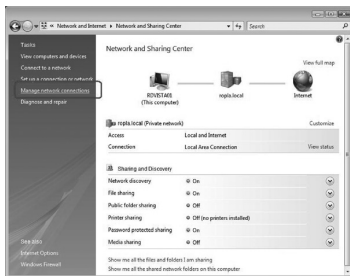 « Network and Internet ▸ Network and Sharing Center
Search
Tasks
View computers and devices
Connect to a network
Set up a connection or network
Manage network connections
Diagnose and repair
See also
Internet Options
Windows Firewall
Network and Sharing Center
View full map
RDVISTA01
(This computer)
ropla.local
Internet
ropla.local (Private network)
Customize
Access
Local and Internet
Connection
Local Area Connection
View status
Sharing and Discovery
Network discovery
On
File sharing
On
Public folder sharing
Off
Printer sharing
Off (no printers installed)
Password protected sharing
On
Media sharing
Off
Show me all the files and folders I am sharing
Show me all the shared network folders on this computer